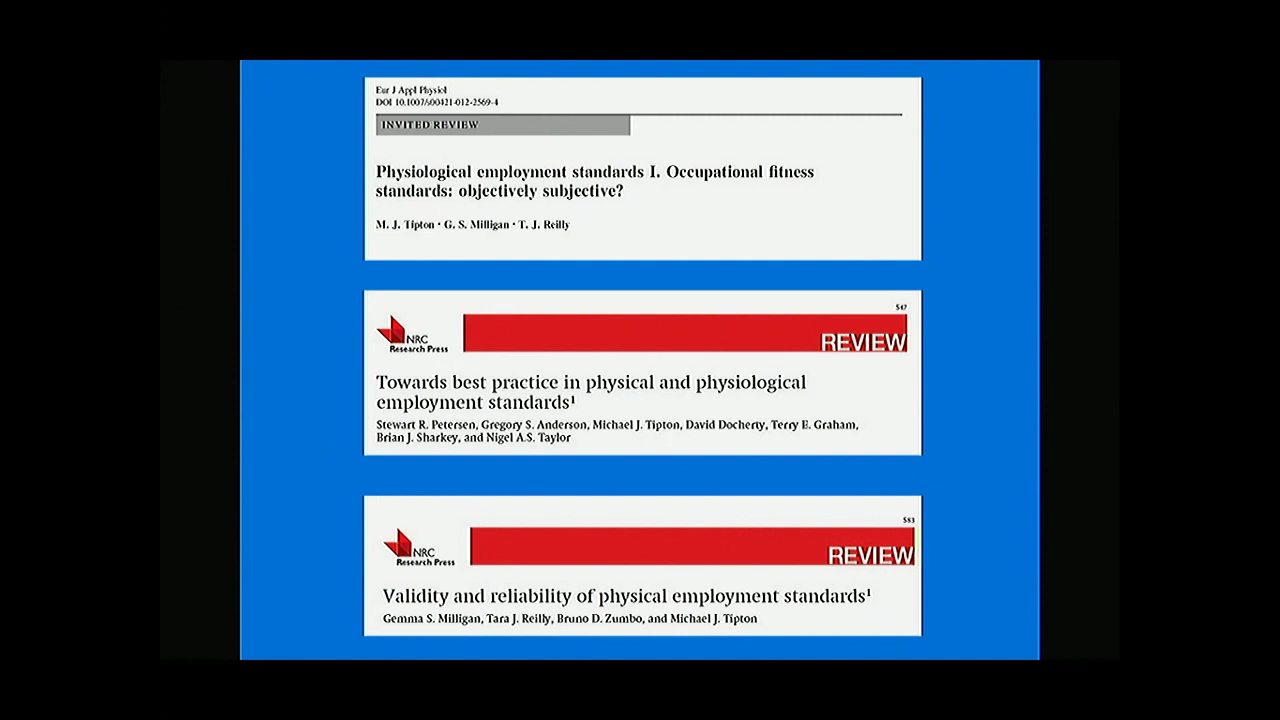 Eur J Appl Physiol
DOI 10.1007/s00421-012-2569-4
INVITED REVIEW
Physiological employment standards I. Occupational fitness
standards: objectively subjective?
M. J. Tipton · G. S. Milligan · T. J. Reilly
547
NRC
Research Press
REVIEW
Towards best practice in physical and physiological
employment standards¹
Stewart R. Petersen, Gregory S. Anderson, Michael J. Tipton, David Docherty, Terry E. Graham,
Brian J. Sharkey, and Nigel A.S. Taylor
583
NRC
Research Press
REVIEW
Validity and reliability of physical employment standards¹
Gemma S. Milligan, Tara J. Reilly, Bruno D. Zumbo, and Michael J. Tipton